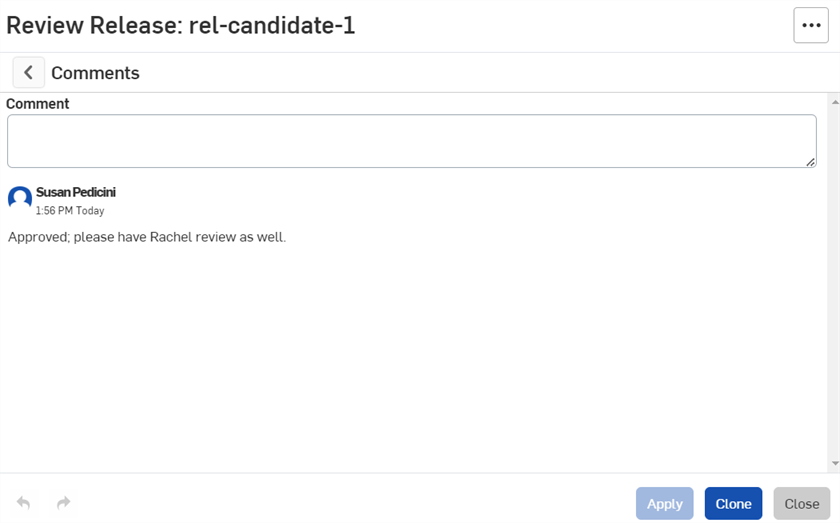 Review Release: rel-candidate-1
Comments
Comment
Susan Pedicini
1:56 PM Today
Approved; please have Rachel review as well.
Apply Clone Close